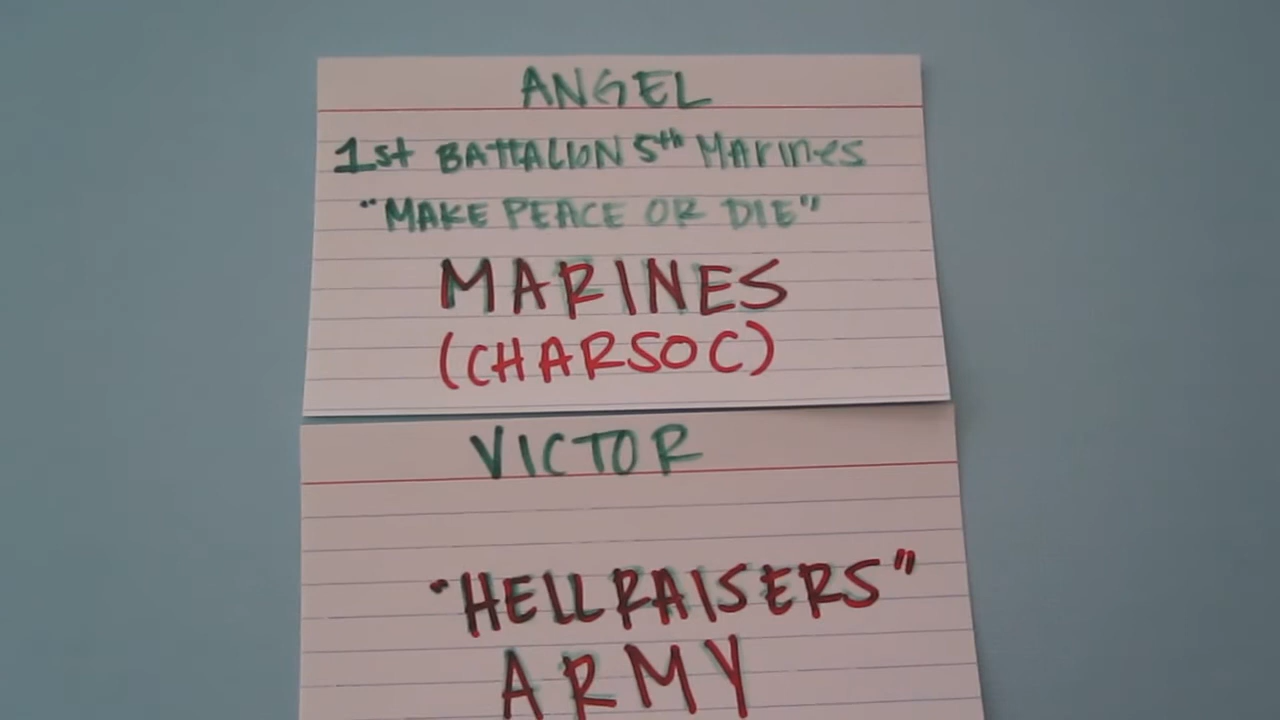 ANGEL
1st BATTALION 5th Marines
"MAKE PEACE OR DIE"
MARINES
(CHARSOC)
VICTOR
"HELLRAISERS"
ARMY